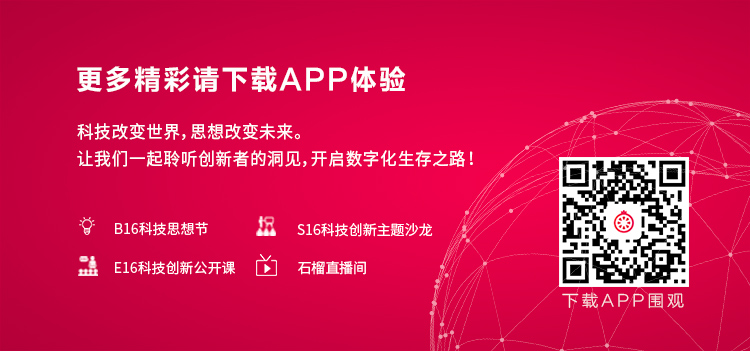 更多精彩请下载APP体验
科技改变世界，思想改变未来。
让我们一起聆听创新者的洞见，开启数字化生存之路！
B16科技思想节
S16科技创新主题沙龙
E16科技创新公开课
石榴直播间
下载APP围观